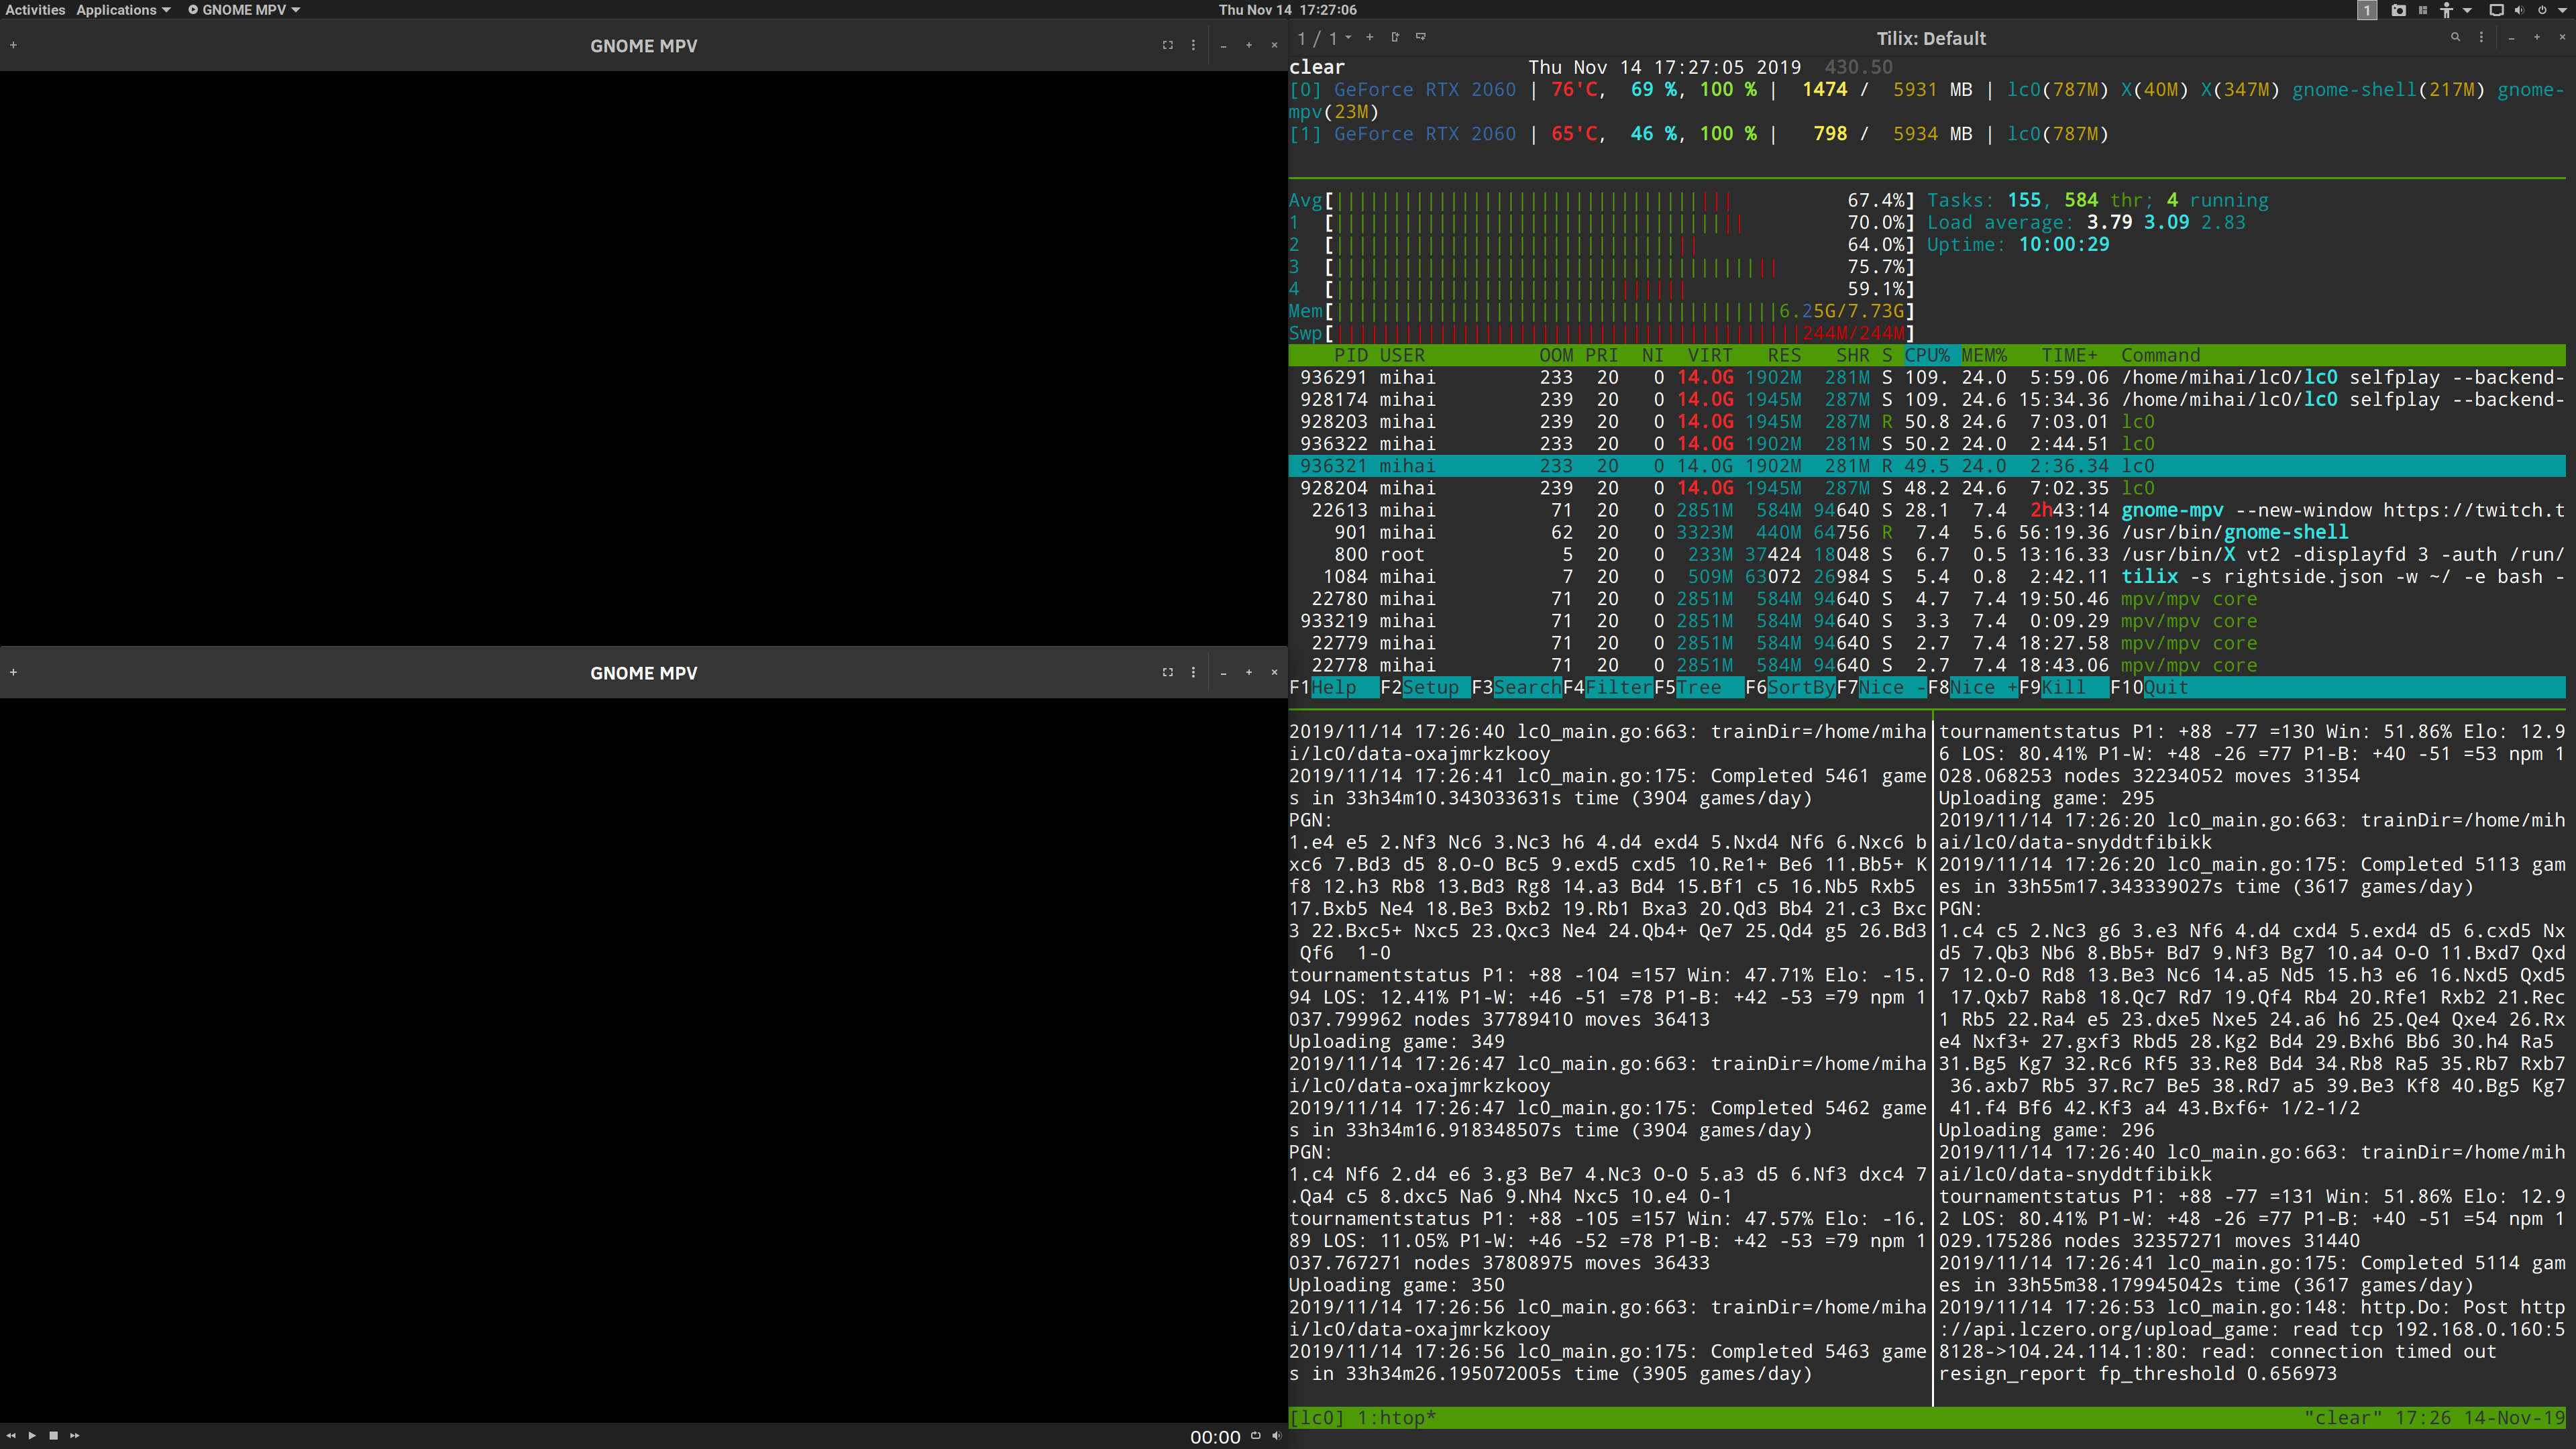 Activities Applications GNOME MPV Thu Nov 14 17:27:06 1
GNOME MPV
1 / 1 Tilix: Default
clear Thu Nov 14 17:27:05 2019 430.50
[0] GeForce RTX 2060 | 76'C, 69 %, 100 % | 1474 / 5931 MB | lc0(787M) X(40M) X(347M) gnome-shell(217M) gnome-
mpv(23M)
[1] GeForce RTX 2060 | 65'C, 46 %, 100 % | 798 / 5934 MB | lc0(787M)
Avg[ 67.4%] Tasks: 155, 584 thr; 4 running
1 [ 70.0%] Load average: 3.79 3.09 2.83
2 [ 64.0%] Uptime: 10:00:29
3 [ 75.7%]
4 [ 59.1%]
Mem[ 6.25G/7.73G]
Swp[ 244M/244M]
PID USER OOM PRI NI VIRT RES SHR S CPU% MEM% TIME+ Command
936291 mihai 233 20 0 14.0G 1902M 281M S 109. 24.0 5:59.06 /home/mihai/lc0/lc0 selfplay --backend-
928174 mihai 239 20 0 14.0G 1945M 287M S 109. 24.6 15:34.36 /home/mihai/lc0/lc0 selfplay --backend-
928203 mihai 239 20 0 14.0G 1945M 287M R 50.8 24.6 7:03.01 lc0
936322 mihai 233 20 0 14.0G 1902M 281M S 50.2 24.0 2:44.51 lc0
936321 mihai 233 20 0 14.0G 1902M 281M R 49.5 24.0 2:36.34 lc0
928204 mihai 239 20 0 14.0G 1945M 287M S 48.2 24.6 7:02.35 lc0
22613 mihai 71 20 0 2851M 584M 94640 S 28.1 7.4 2h43:14 gnome-mpv --new-window https://twitch.t
901 mihai 62 20 0 3323M 440M 64756 R 7.4 5.6 56:19.36 /usr/bin/gnome-shell
800 root 5 20 0 233M 37424 18048 S 6.7 0.5 13:16.33 /usr/bin/X vt2 -displayfd 3 -auth /run/
1084 mihai 7 20 0 509M 63072 26984 S 5.4 0.8 2:42.11 tilix -s rightside.json -w ~/ -e bash -
22780 mihai 71 20 0 2851M 584M 94640 S 4.7 7.4 19:50.46 mpv/mpv core
933219 mihai 71 20 0 2851M 584M 94640 S 3.3 7.4 0:09.29 mpv/mpv core
22779 mihai 71 20 0 2851M 584M 94640 S 2.7 7.4 18:27.58 mpv/mpv core
22778 mihai 71 20 0 2851M 584M 94640 S 2.7 7.4 18:43.06 mpv/mpv core
F1Help F2Setup F3SearchF4FilterF5Tree F6SortByF7Nice -F8Nice +F9Kill F10Quit
GNOME MPV
2019/11/14 17:26:40 lc0_main.go:663: trainDir=/home/miha
i/lc0/data-oxajmrkzkooy
2019/11/14 17:26:41 lc0_main.go:175: Completed 5461 game
s in 33h34m10.343033631s time (3904 games/day)
PGN:
1.e4 e5 2.Nf3 Nc6 3.Nc3 h6 4.d4 exd4 5.Nxd4 Nf6 6.Nxc6 b
xc6 7.Bd3 d5 8.O-O Bc5 9.exd5 cxd5 10.Re1+ Be6 11.Bb5+ K
f8 12.h3 Rb8 13.Bd3 Rg8 14.a3 Bd4 15.Bf1 c5 16.Nb5 Rxb5
17.Bxb5 Ne4 18.Be3 Bxb2 19.Rb1 Bxa3 20.Qd3 Bb4 21.c3 Bxc
3 22.Bxc5+ Nxc5 23.Qxc3 Ne4 24.Qb4+ Qe7 25.Qd4 g5 26.Bd3
Qf6 1-0
tournamentstatus P1: +88 -104 =157 Win: 47.71% Elo: -15.
94 LOS: 12.41% P1-W: +46 -51 =78 P1-B: +42 -53 =79 npm 1
037.799962 nodes 37789410 moves 36413
Uploading game: 349
2019/11/14 17:26:47 lc0_main.go:663: trainDir=/home/miha
i/lc0/data-oxajmrkzkooy
2019/11/14 17:26:47 lc0_main.go:175: Completed 5462 game
s in 33h34m16.918348507s time (3904 games/day)
PGN:
1.c4 Nf6 2.d4 e6 3.g3 Be7 4.Nc3 O-O 5.a3 d5 6.Nf3 dxc4 7
.Qa4 c5 8.dxc5 Na6 9.Nh4 Nxc5 10.e4 0-1
tournamentstatus P1: +88 -105 =157 Win: 47.57% Elo: -16.
89 LOS: 11.05% P1-W: +46 -52 =78 P1-B: +42 -53 =79 npm 1
037.767271 nodes 37808975 moves 36433
Uploading game: 350
2019/11/14 17:26:56 lc0_main.go:663: trainDir=/home/miha
i/lc0/data-oxajmrkzkooy
2019/11/14 17:26:56 lc0_main.go:175: Completed 5463 game
s in 33h34m26.195072005s time (3905 games/day)
tournamentstatus P1: +88 -77 =130 Win: 51.86% Elo: 12.9
6 LOS: 80.41% P1-W: +48 -26 =77 P1-B: +40 -51 =53 npm 1
028.068253 nodes 32234052 moves 31354
Uploading game: 295
2019/11/14 17:26:20 lc0_main.go:663: trainDir=/home/mih
ai/lc0/data-snyddtfibikk
2019/11/14 17:26:20 lc0_main.go:175: Completed 5113 gam
es in 33h55m17.343339027s time (3617 games/day)
PGN:
1.c4 c5 2.Nc3 g6 3.e3 Nf6 4.d4 cxd4 5.exd4 d5 6.cxd5 Nx
d5 7.Qb3 Nb6 8.Bb5+ Bd7 9.Nf3 Bg7 10.a4 O-O 11.Bxd7 Qxd
7 12.O-O Rd8 13.Be3 Nc6 14.a5 Nd5 15.h3 e6 16.Nxd5 Qxd5
17.Qxb7 Rab8 18.Qc7 Rd7 19.Qf4 Rb4 20.Rfe1 Rxb2 21.Rec
1 Rb5 22.Ra4 e5 23.dxe5 Nxe5 24.a6 h6 25.Qe4 Qxe4 26.Rx
e4 Nxf3+ 27.gxf3 Rbd5 28.Kg2 Bd4 29.Bxh6 Bb6 30.h4 Ra5
31.Bg5 Kg7 32.Rc6 Rf5 33.Re8 Bd4 34.Rb8 Ra5 35.Rb7 Rxb7
36.axb7 Rb5 37.Rc7 Be5 38.Rd7 a5 39.Be3 Kf8 40.Bg5 Kg7
41.f4 Bf6 42.Kf3 a4 43.Bxf6+ 1/2-1/2
Uploading game: 296
2019/11/14 17:26:40 lc0_main.go:663: trainDir=/home/mih
ai/lc0/data-snyddtfibikk
tournamentstatus P1: +88 -77 =131 Win: 51.86% Elo: 12.9
2 LOS: 80.41% P1-W: +48 -26 =77 P1-B: +40 -51 =54 npm 1
029.175286 nodes 32357271 moves 31440
2019/11/14 17:26:41 lc0_main.go:175: Completed 5114 gam
es in 33h55m38.179945042s time (3617 games/day)
2019/11/14 17:26:53 lc0_main.go:148: http.Do: Post http
://api.lczero.org/upload_game: read tcp 192.168.0.160:5
8128->104.24.114.1:80: read: connection timed out
resign_report fp_threshold 0.656973
[lc0] 1:htop* "clear" 17:26 14-Nov-19
00:00